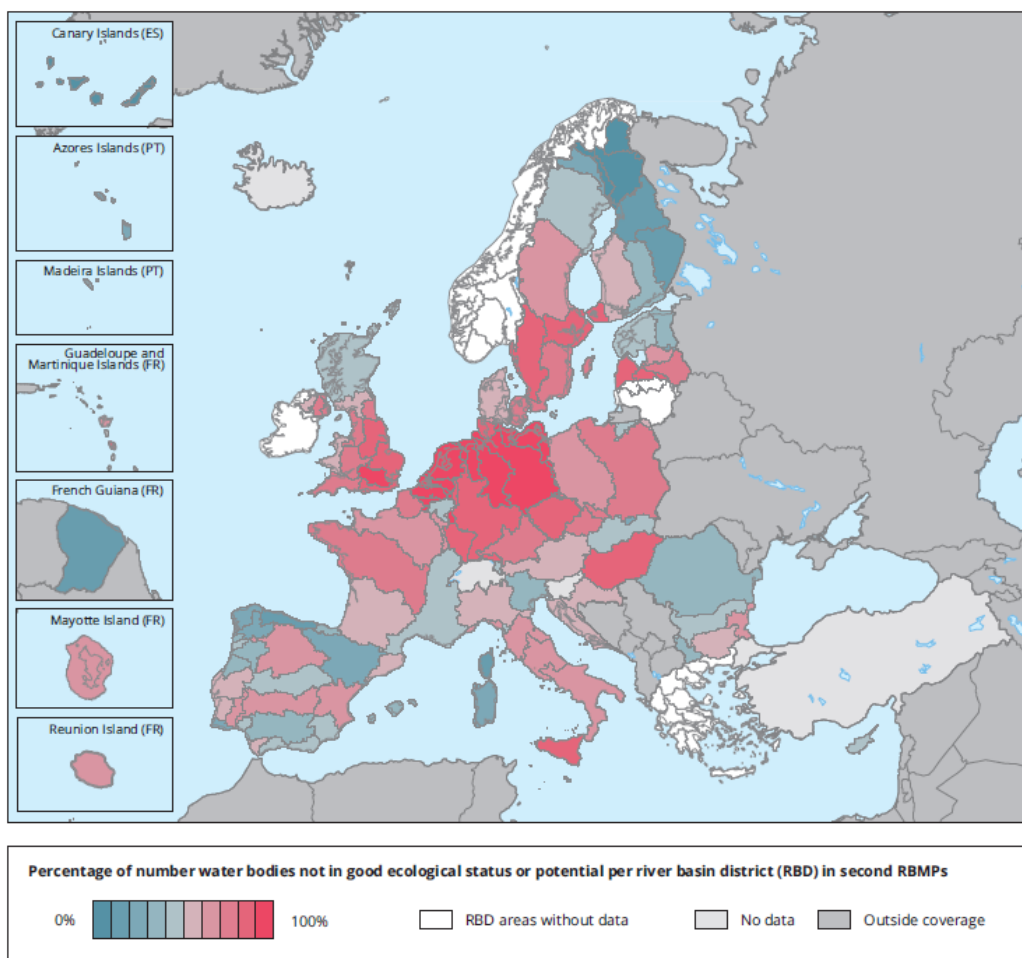 Canary Islands (ES)
Azores Islands (PT)
Madeira Islands (PT)
Guadeloupe and
Martinique Islands (FR)
French Guiana (FR)
Mayotte Island (FR)
Reunion Island (FR)
Percentage of number water bodies not in good ecological status or potential per river basin district (RBD) in second RBMPs
0%
100%
RBD areas without data
No data
Outside coverage